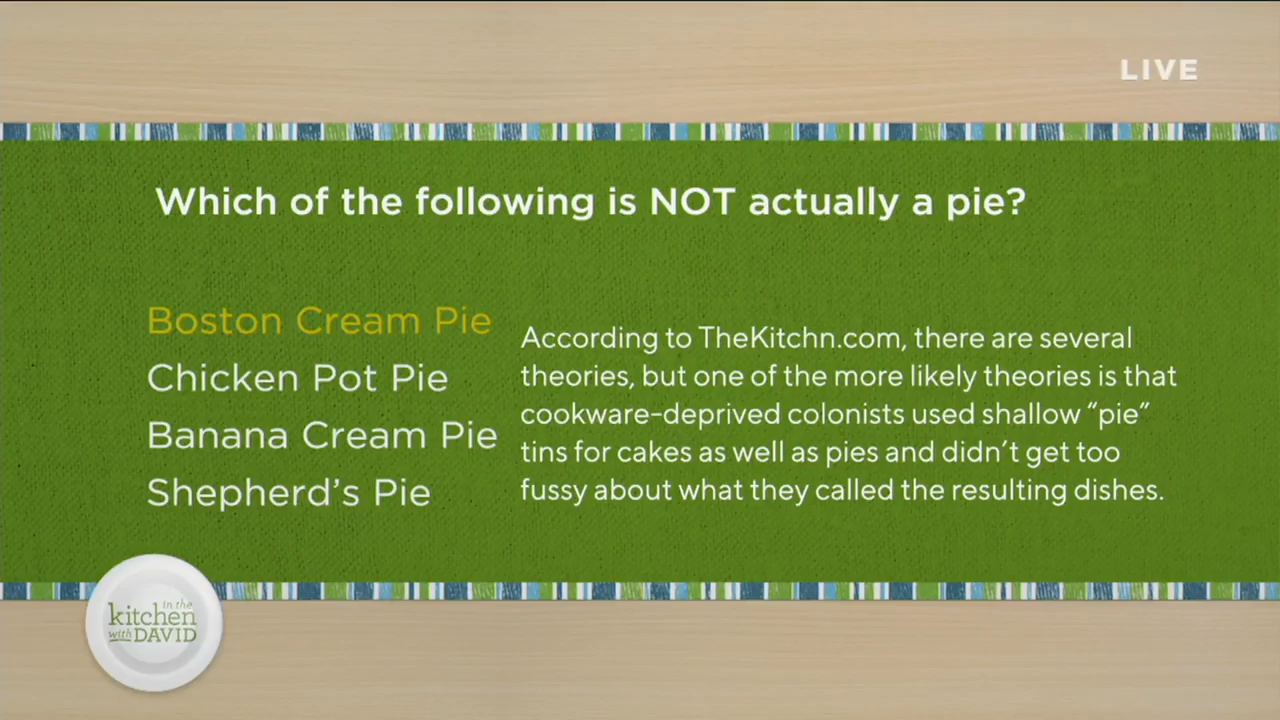 LIVE
Which of the following is NOT actually a pie?
Boston Cream Pie
Chicken Pot Pie
Banana Cream Pie
Shepherd's Pie
According to TheKitchn.com, there are several
theories, but one of the more likely theories is that
cookware-deprived colonists used shallow “pie”
tins for cakes as well as pies and didn't get too
fussy about what they called the resulting dishes.
in the
kitchen
with DAVID